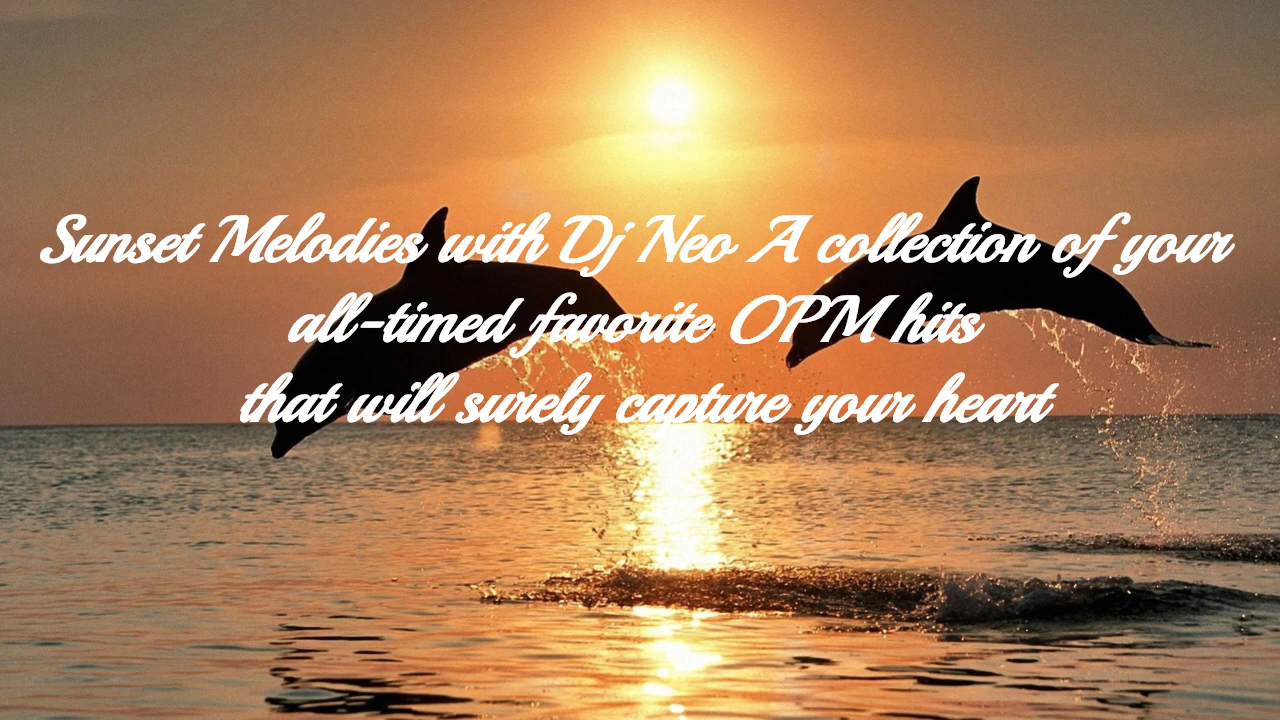 Sunset Melodies with Dj Neo A collection of your
all-timed favorite OPM hits
that will surely capture your heart